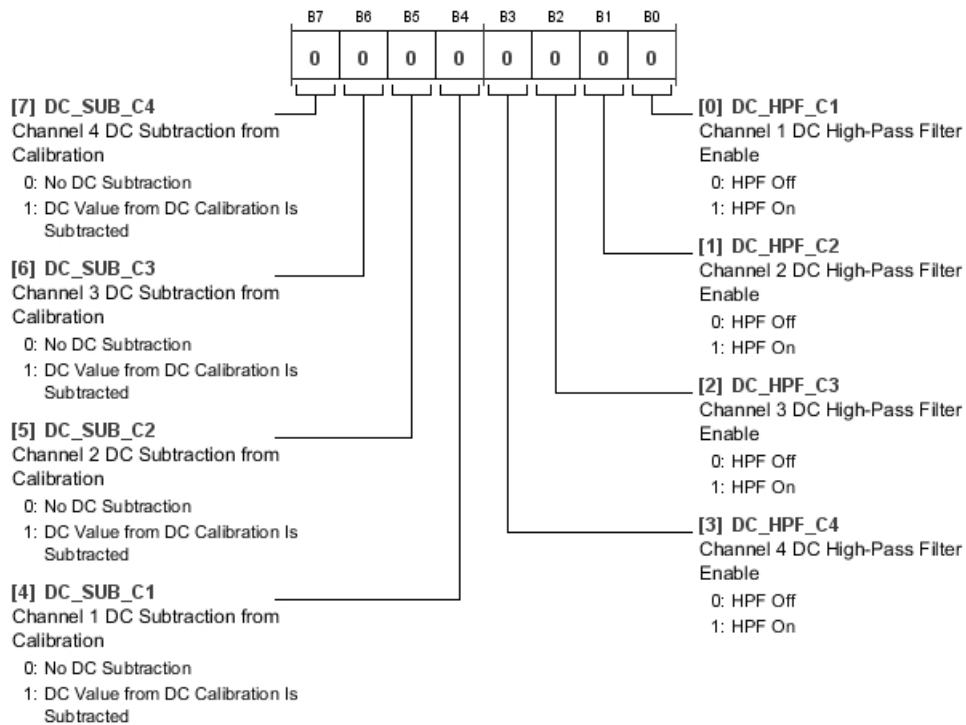 B7 B6 B5 B4 B3 B2 B1 B0
0 0 0 0 0 0 0 0
[7] DC_SUB_C4
Channel 4 DC Subtraction from
Calibration
0: No DC Subtraction
1: DC Value from DC Calibration Is
Subtracted
[6] DC_SUB_C3
Channel 3 DC Subtraction from
Calibration
0: No DC Subtraction
1: DC Value from DC Calibration Is
Subtracted
[5] DC_SUB_C2
Channel 2 DC Subtraction from
Calibration
0: No DC Subtraction
1: DC Value from DC Calibration Is
Subtracted
[4] DC_SUB_C1
Channel 1 DC Subtraction from
Calibration
0: No DC Subtraction
1: DC Value from DC Calibration Is
Subtracted
[0] DC_HPF_C1
Channel 1 DC High-Pass Filter
Enable
0: HPF Off
1: HPF On
[1] DC_HPF_C2
Channel 2 DC High-Pass Filter
Enable
0: HPF Off
1: HPF On
[2] DC_HPF_C3
Channel 3 DC High-Pass Filter
Enable
0: HPF Off
1: HPF On
[3] DC_HPF_C4
Channel 4 DC High-Pass Filter
Enable
0: HPF Off
1: HPF On